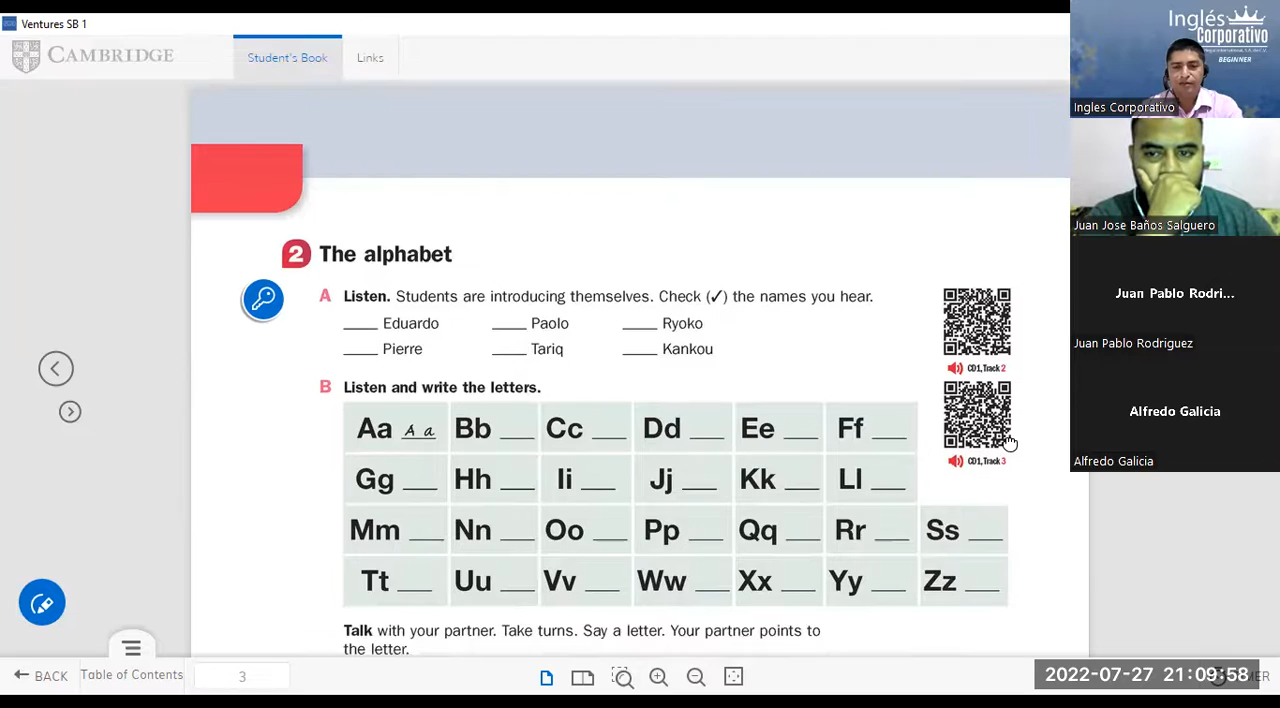 Ventures SB 1
CAMBRIDGE
Student's Book
Links
Inglés
Corporativo
BEGINNER
Ingles Corporativo
Juan Jose Baños Salguero
Juan Pablo Rodri...
Juan Pablo Rodriguez
Alfredo Galicia
Alfredo Galicia
2 The alphabet
A Listen. Students are introducing themselves. Check (✓) the names you hear.
____ Eduardo ____ Paolo ____ Ryoko
____ Pierre ____ Tariq ____ Kankou
CD1, Track 2
B Listen and write the letters.
Aa A a Bb ___ Cc ___ Dd ___ Ee ___ Ff ___
CD1, Track 3
Gg ___ Hh ___ Ii ___ Jj ___ Kk ___ Ll ___
Mm ___ Nn ___ Oo ___ Pp ___ Qq ___ Rr ___ Ss ___
Tt ___ Uu ___ Vv ___ Ww ___ Xx ___ Yy ___ Zz ___
Talk with your partner. Take turns. Say a letter. Your partner points to
the letter.
BACK
Table of Contents
3
2022-07-27 21:09:58